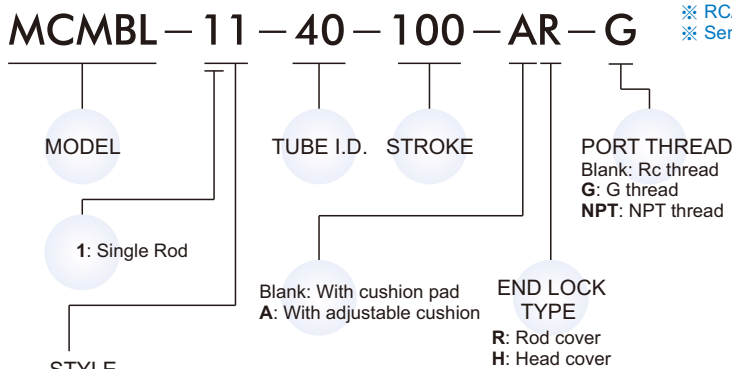 MCMBL – 11 – 40 – 100 – AR – G
※ RC
※ Ser
MODEL
TUBE I.D.
STROKE
PORT THREAD
Blank: Rc thread
G: G thread
NPT: NPT thread
1: Single Rod
Blank: With cushion pad
A: With adjustable cushion
END LOCK
TYPE
R: Rod cover
H: Head cover
STYLE